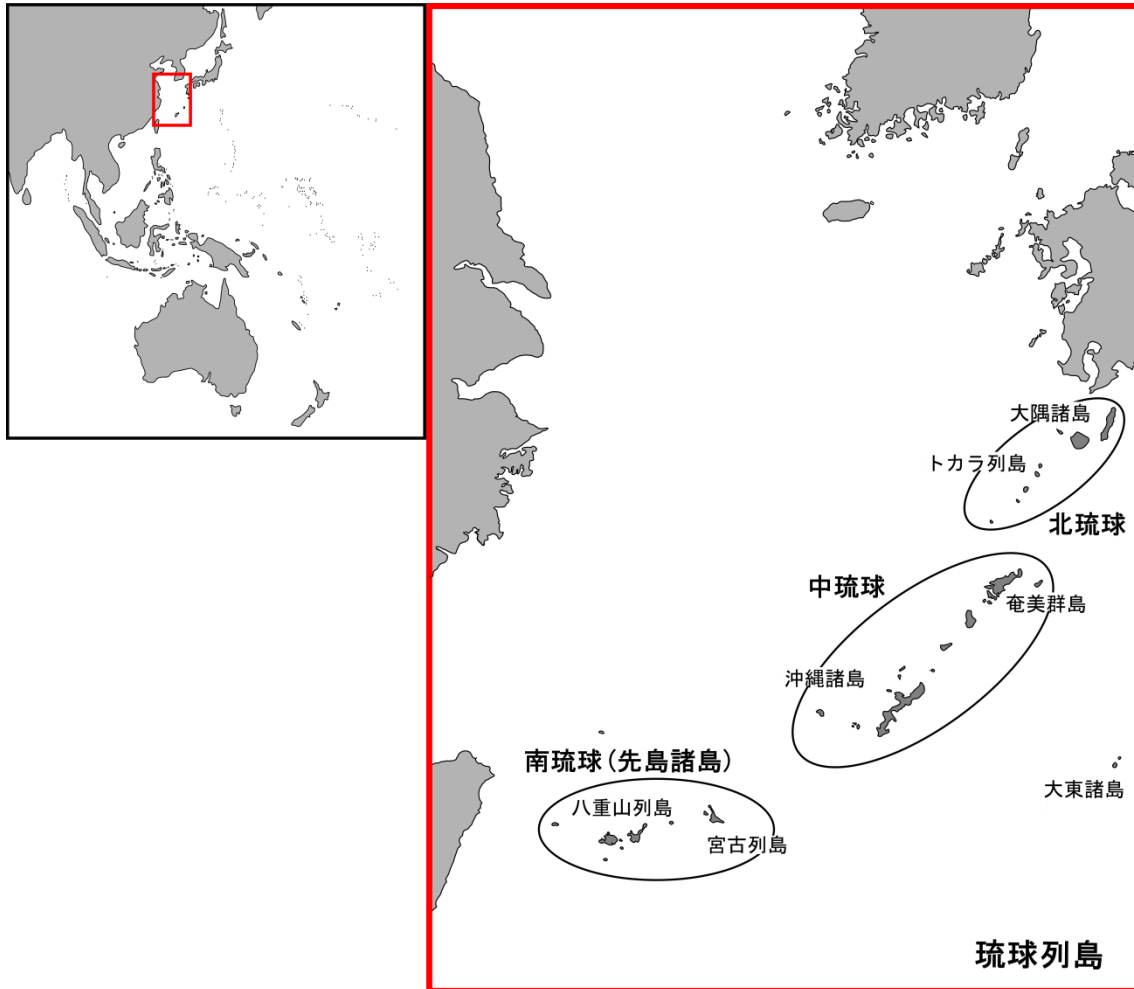 大隅諸島
トカラ列島
北琉球
中琉球
奄美群島
沖縄諸島
南琉球(先島諸島)
大東諸島
八重山列島
宮古列島
琉球列島